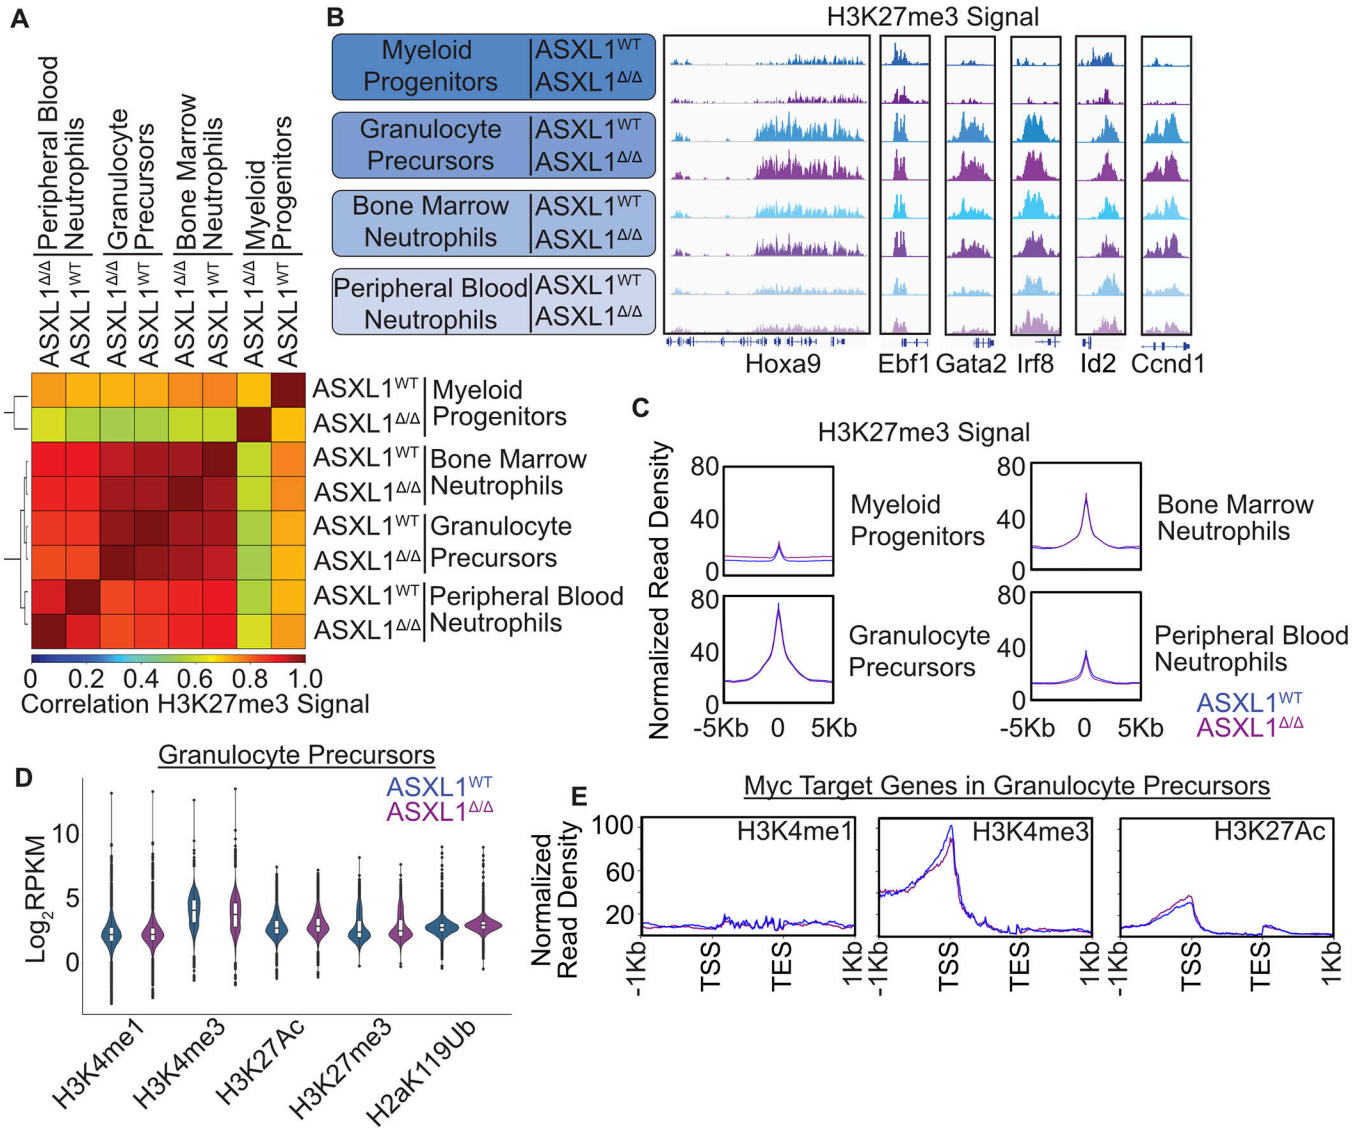 A
Peripheral Blood
Neutrophils
Granulocyte
Precursors
Bone Marrow
Neutrophils
Myeloid
Progenitors
ASXL1Δ/Δ
ASXL1WT
ASXL1Δ/Δ
ASXL1WT
ASXL1Δ/Δ
ASXL1WT
ASXL1Δ/Δ
ASXL1WT
ASXL1WT
ASXL1Δ/Δ
Myeloid
Progenitors
ASXL1WT
ASXL1Δ/Δ
Bone Marrow
Neutrophils
ASXL1WT
ASXL1Δ/Δ
Granulocyte
Precursors
ASXL1WT
ASXL1Δ/Δ
Peripheral Blood
Neutrophils
0 0.2 0.4 0.6 0.8 1.0
Correlation H3K27me3 Signal
B
H3K27me3 Signal
Myeloid
Progenitors
ASXL1WT
ASXL1Δ/Δ
Granulocyte
Precursors
ASXL1WT
ASXL1Δ/Δ
Bone Marrow
Neutrophils
ASXL1WT
ASXL1Δ/Δ
Peripheral Blood
Neutrophils
ASXL1WT
ASXL1Δ/Δ
Hoxa9 Ebf1 Gata2 Irf8 Id2 Ccnd1
C
H3K27me3 Signal
Normalized Read Density
80
40
0
Myeloid
Progenitors
80
40
0
Bone Marrow
Neutrophils
80
40
0
-5Kb 0 5Kb
Granulocyte
Precursors
80
40
0
-5Kb 0 5Kb
Peripheral Blood
Neutrophils
ASXL1WT
ASXL1Δ/Δ
D
Granulocyte Precursors
ASXL1WT
ASXL1Δ/Δ
Log2RPKM
10
5
0
H3K4me1
H3K4me3
H3K27Ac
H3K27me3
H2aK119Ub
E
Myc Target Genes in Granulocyte Precursors
Normalized
Read Density
100
60
20
H3K4me1
H3K4me3
H3K27Ac
-1Kb TSS TES 1Kb
-1Kb TSS TES 1Kb
-1Kb TSS TES 1Kb